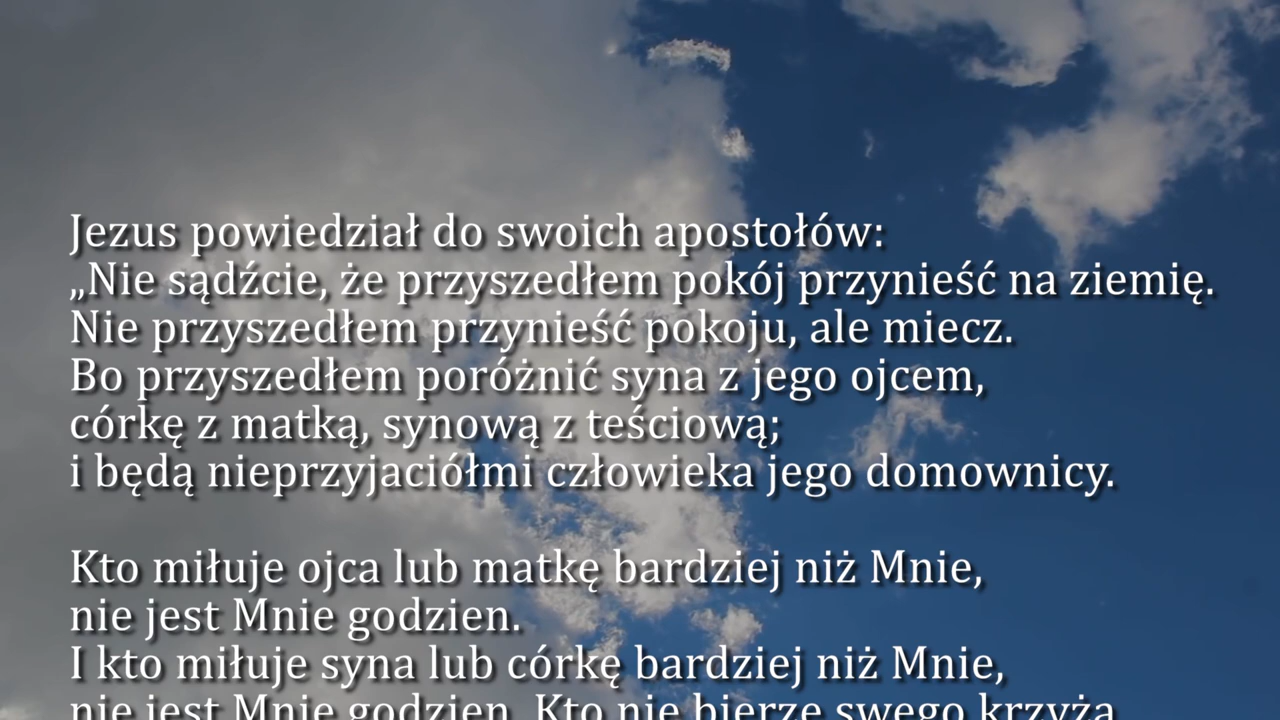 Jezus powiedział do swoich apostołów:
„Nie sądźcie, że przyszedłem pokój przynieść na ziemię.
Nie przyszedłem przynieść pokoju, ale miecz.
Bo przyszedłem poróżnić syna z jego ojcem,
córkę z matką, synową z teściową;
i będą nieprzyjaciółmi człowieka jego domownicy.
Kto miłuje ojca lub matkę bardziej niż Mnie,
nie jest Mnie godzien.
I kto miłuje syna lub córkę bardziej niż Mnie,
nie jest Mnie godzien. Kto nie bierze swego krzyża